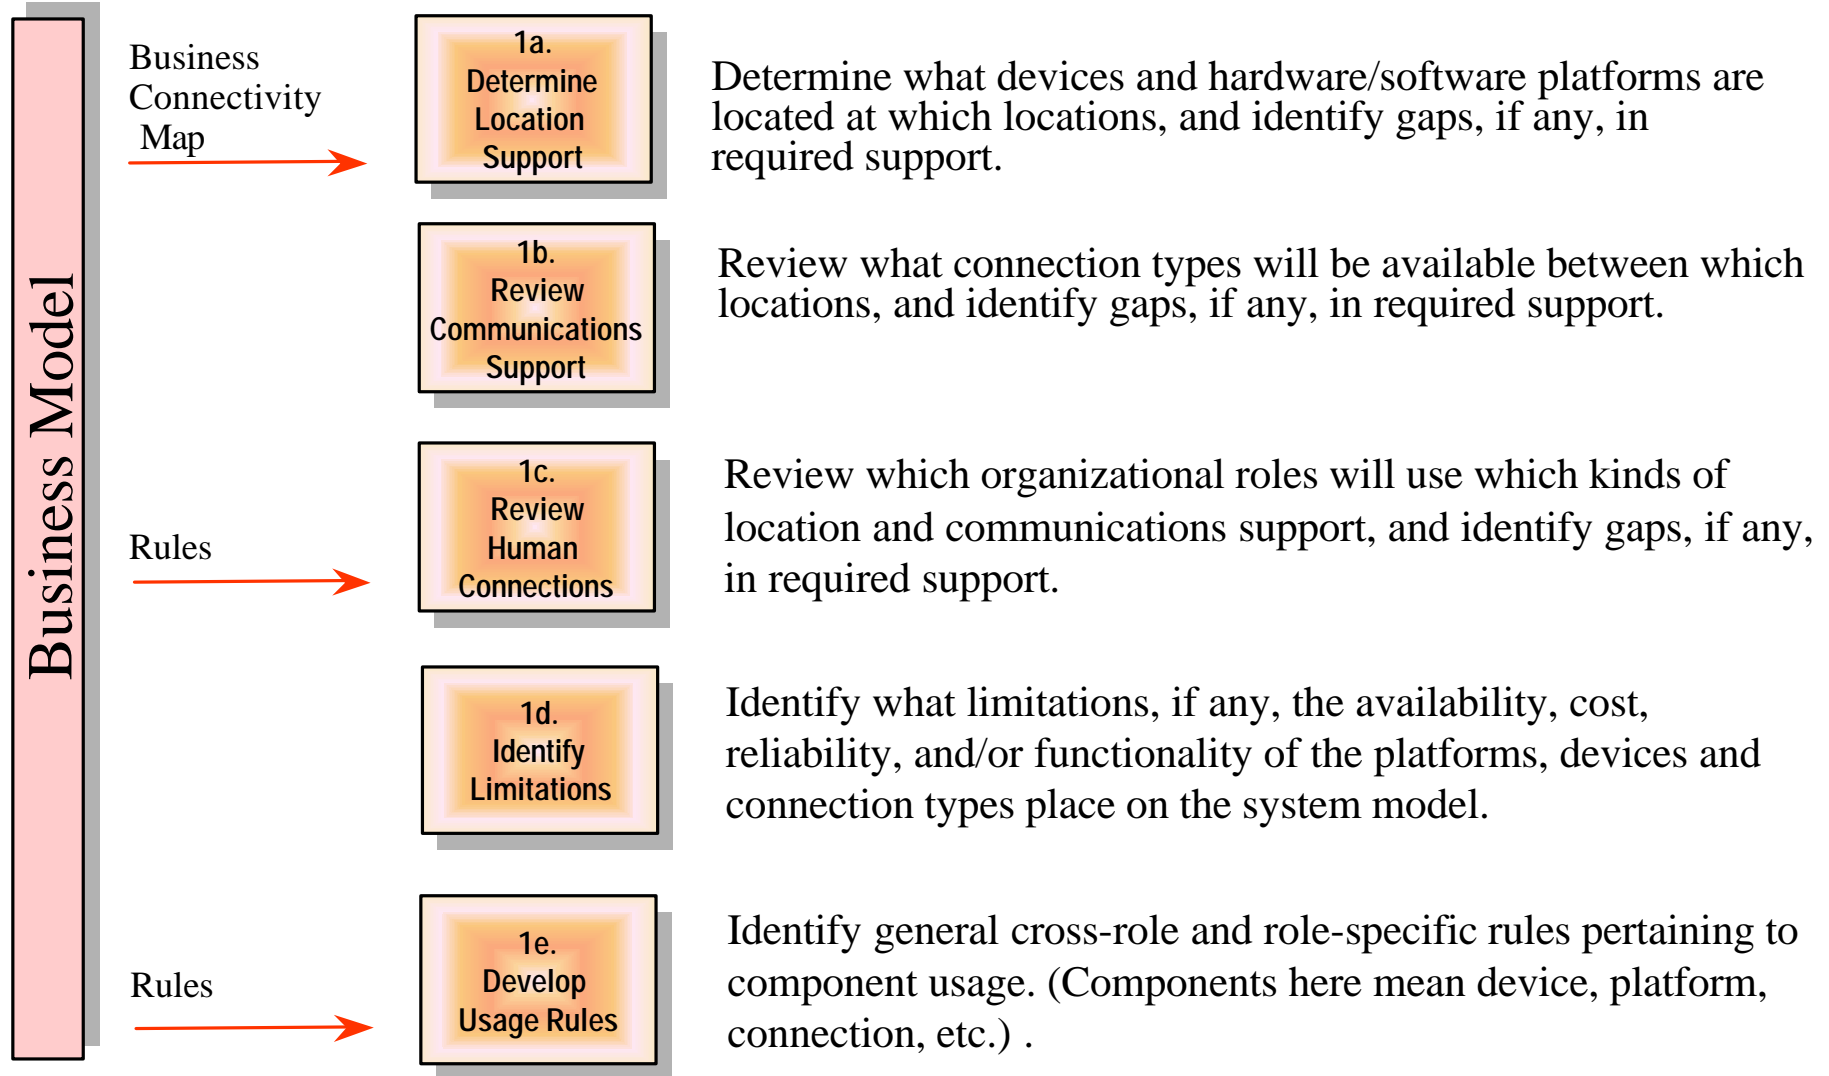 Business Model
Business
Connectivity
Map
1a.
Determine
Location
Support
Determine what devices and hardware/software platforms are
located at which locations, and identify gaps, if any, in
required support.
1b.
Review
Communications
Support
Review what connection types will be available between which
locations, and identify gaps, if any, in required support.
Rules
1c.
Review
Human
Connections
Review which organizational roles will use which kinds of
location and communications support, and identify gaps, if any,
in required support.
1d.
Identify
Limitations
Identify what limitations, if any, the availability, cost,
reliability, and/or functionality of the platforms, devices and
connection types place on the system model.
Rules
1e.
Develop
Usage Rules
Identify general cross-role and role-specific rules pertaining to
component usage. (Components here mean device, platform,
connection, etc.) .